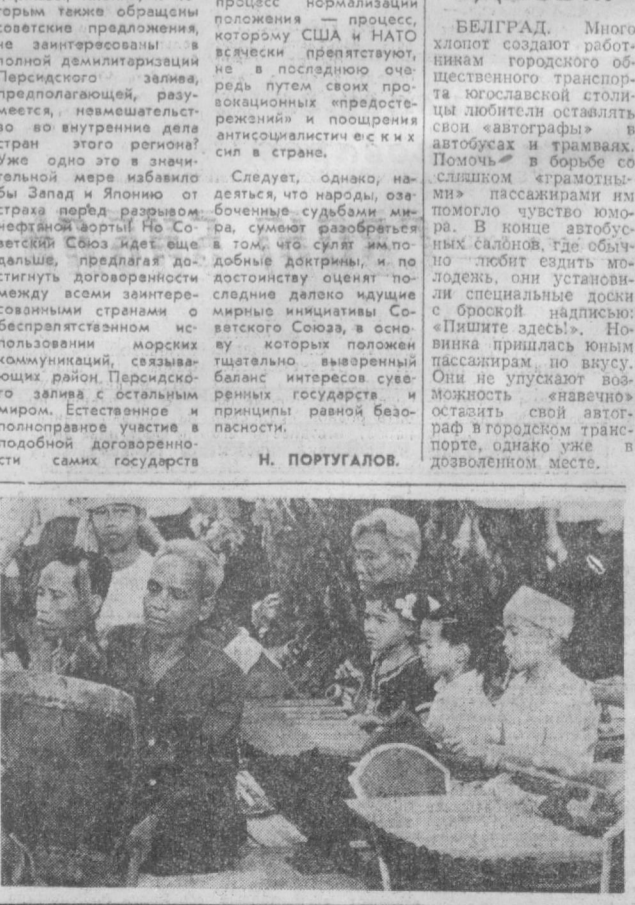 торым также обращены
советские предложения,
не заинтересованы в
полной демилитаризации
Персидского залива,
предполагающей, разу-
меется, невмешательст-
во во внутренние дела
стран этого региона?
Уже одно это в значи-
тельной мере избавило
бы Запад и Японию от
страха перед разрывом
нефтяной аорты! Но Со-
ветский Союз идет еще
дальше, предлагая до-
стигнуть договоренности
между всеми заинтере-
сованными странами о
беспрепятственном ис-
пользовании морских
коммуникаций, связыва-
ющих район Персидско-
го залива с остальным
миром. Естественное и
полноправное участие в
подобной договоренно-
сти самих государств
процесс нормализации
положения — процесс,
которому США и НАТО
всячески препятствуют,
не в последнюю оче-
редь путем своих про-
вокационных «предосте-
режений» и поощрения
антисоциалистических
сил в стране.
Следует, однако, на-
деяться, что народы, оза-
боченные судьбами ми-
ра, сумеют разобраться
в том, что сулят им по-
добные доктрины, и по
достоинству оценят по-
следние далеко идущие
мирные инициативы Со-
ветского Союза, в осно-
ву которых положен
тщательно выверенный
баланс интересов суве-
ренных государств и
принципы равной безо-
пасности.
Н. ПОРТУГАЛОВ.
БЕЛГРАД. Много
хлопот создают работ-
никам городского об-
щественного транспор-
та югославской столи-
цы любители оставлять
свои «автографы» в
автобусах и трамваях.
Помочь в борьбе со
слишком «грамотны-
ми» пассажирами им
помогло чувство юмо-
ра. В конце автобус-
ных салонов, где обыч-
но любит ездить мо-
лодежь, они установи-
ли специальные доски
с броской надписью:
«Пишите здесь!». Но-
винка пришлась юным
пассажирам по вкусу.
Они не упускают воз-
можность «навечно»
оставить свой автог-
раф в городском транс-
порте, однако уже в
дозволенном месте.